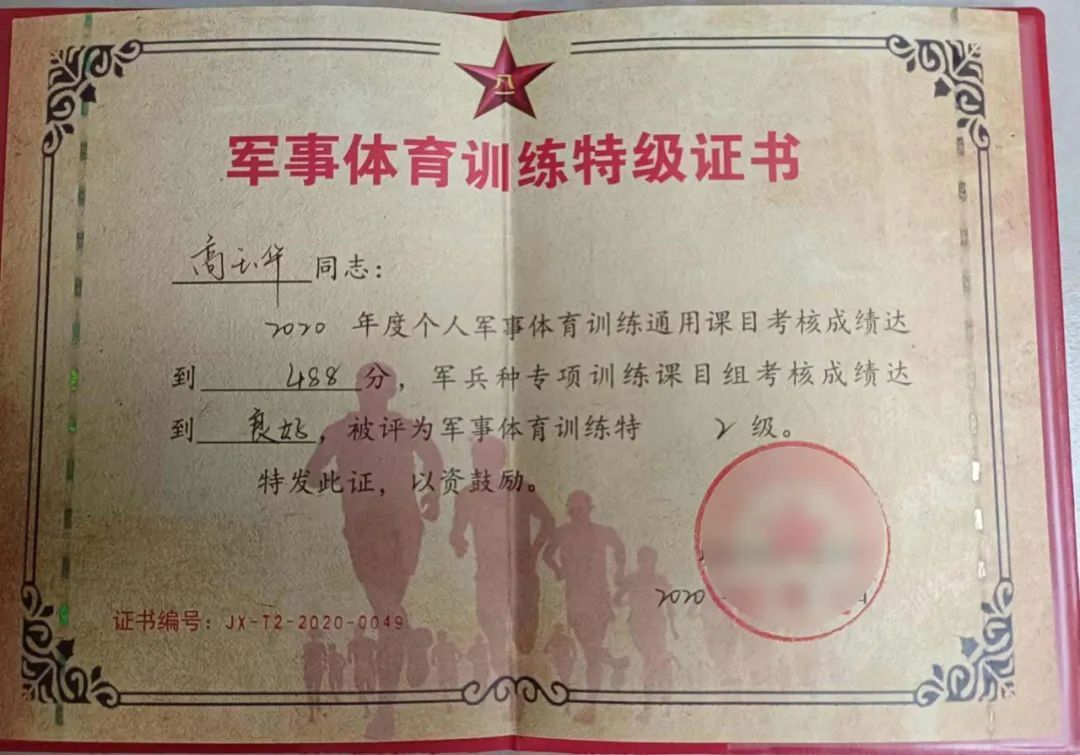 八一
军事体育训练特级证书
高玉华同志：
2020年度个人军事体育训练通用课目考核成绩达
到488分，军兵种专项训练课目组考核成绩达
到良好，被评为军事体育训练特2级。
特发此证，以资鼓励。
2020
证书编号：JX-T2-2020-0049